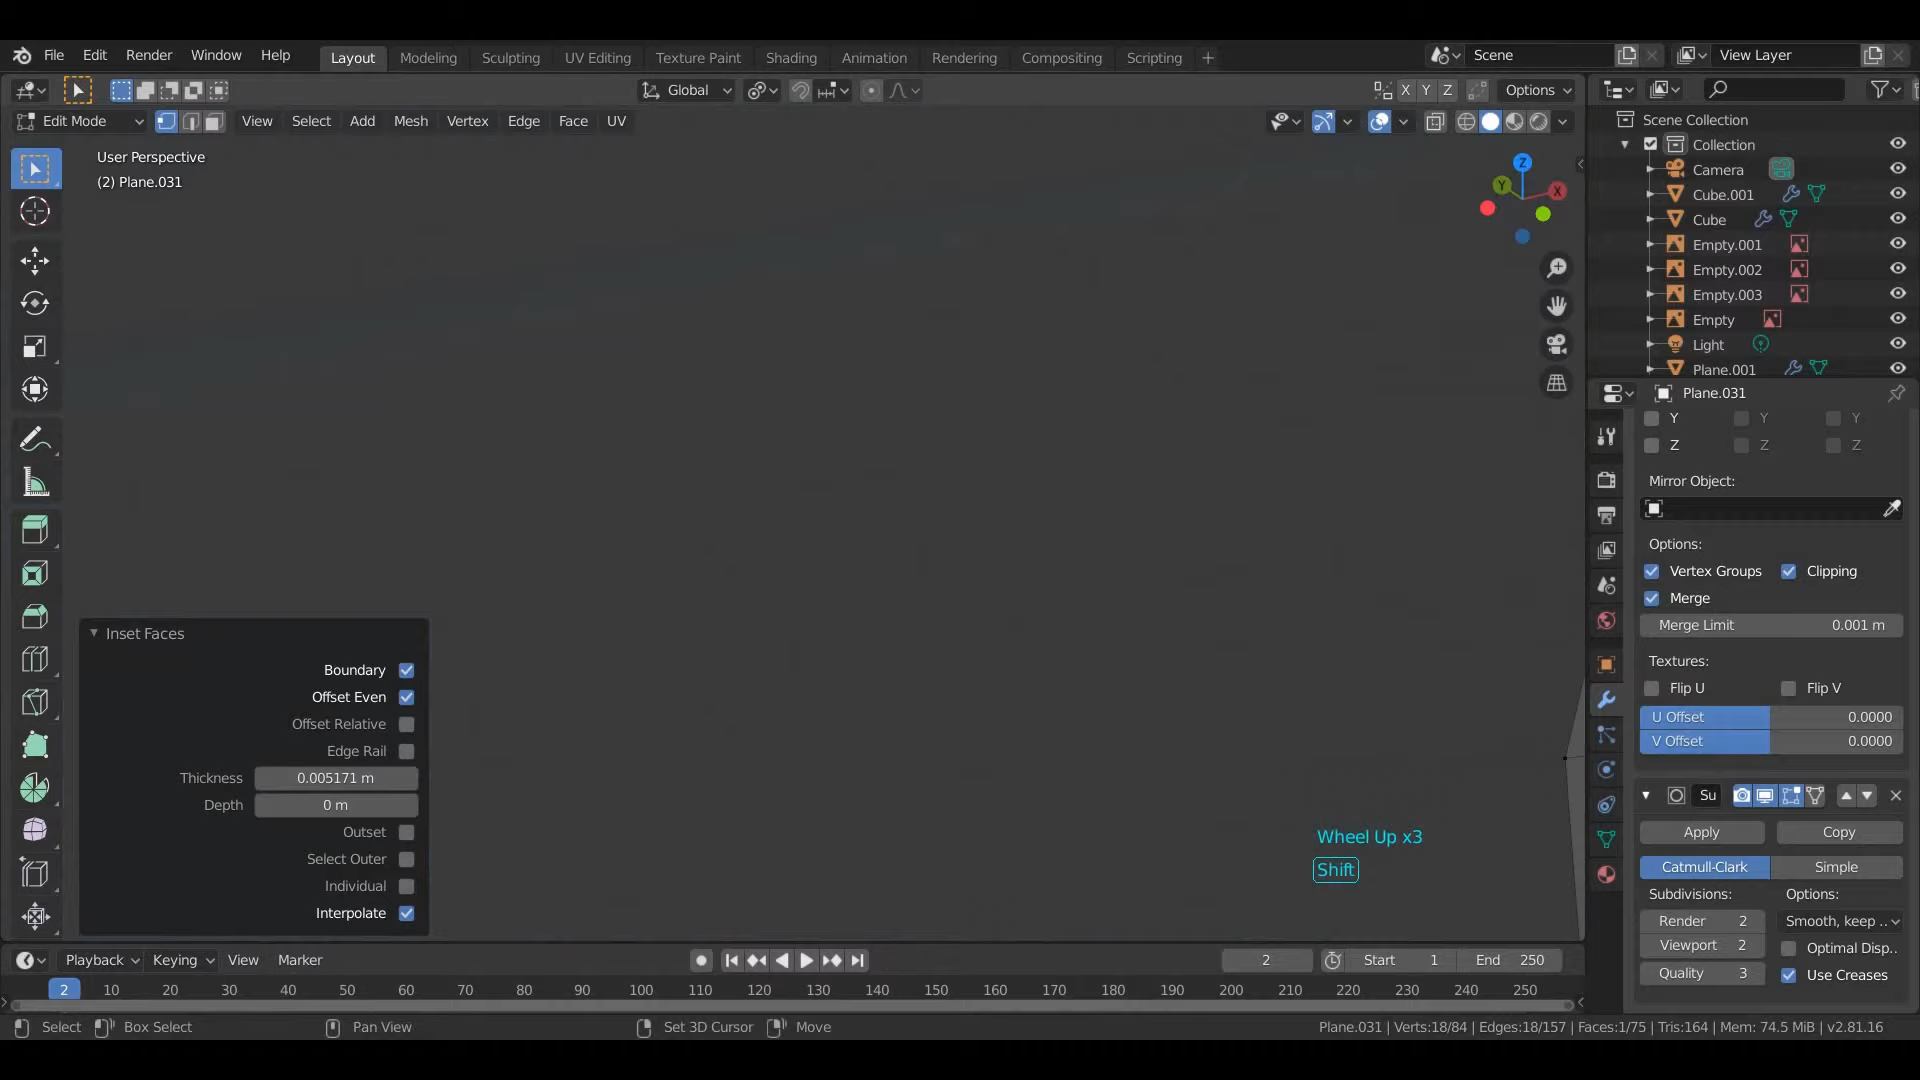 File Edit Render Window Help Layout Modeling Sculpting UV Editing Texture Paint Shading Animation Rendering Compositing Scripting + Scene View Layer
Global X Y Z Options
Edit Mode View Select Add Mesh Vertex Edge Face UV
User Perspective
(2) Plane.031
Z
Y
X
Scene Collection
Collection
Camera
Cube.001
Cube
Empty.001
Empty.002
Empty.003
Empty
Light
Plane.001
Plane.031
Y Y Y
Z Z Z
Mirror Object:
Options:
Vertex Groups Clipping
Merge
Merge Limit 0.001 m
Textures:
Flip U Flip V
U Offset 0.0000
V Offset 0.0000
Su
Apply Copy
Catmull-Clark Simple
Subdivisions: Options:
Render 2 Smooth, keep ..
Viewport 2 Optimal Disp..
Quality 3 Use Creases
Inset Faces
Boundary
Offset Even
Offset Relative
Edge Rail
Thickness 0.005171 m
Depth 0 m
Outset
Select Outer
Individual
Interpolate
Wheel Up x3
Shift
Playback Keying View Marker 2 Start 1 End 250
2 10 20 30 40 50 60 70 80 90 100 110 120 130 140 150 160 170 180 190 200 210 220 230 240 250
Select Box Select Pan View Set 3D Cursor Move Plane.031 | Verts:18/84 | Edges:18/157 | Faces:1/75 | Tris:164 | Mem: 74.5 MiB | v2.81.16